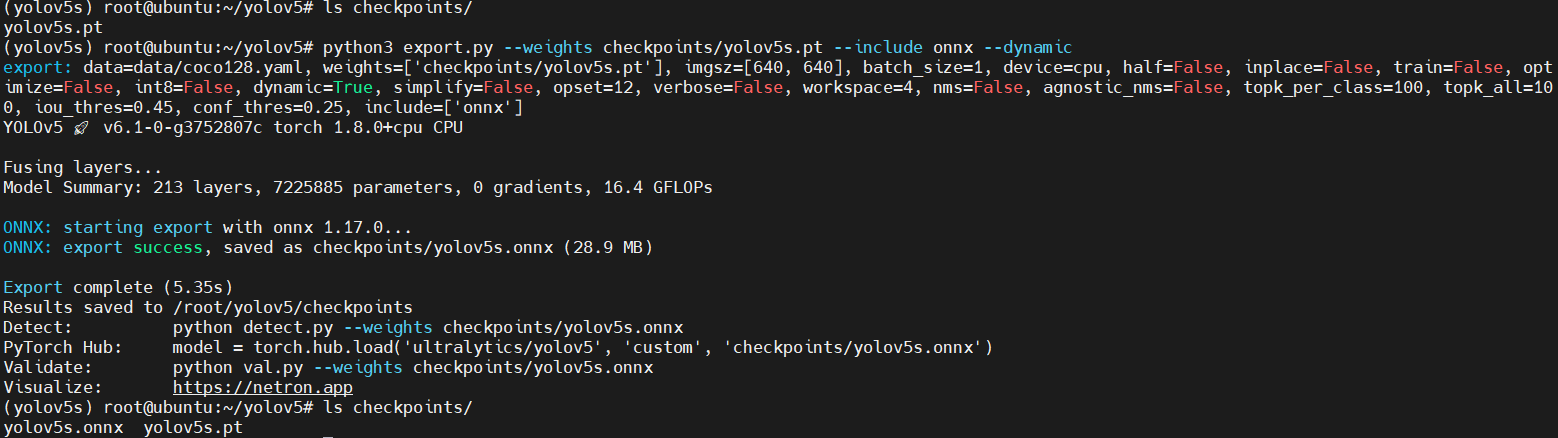 (yolov5s) root@ubuntu:~/yolov5# ls checkpoints/
yolov5s.pt
(yolov5s) root@ubuntu:~/yolov5# python3 export.py --weights checkpoints/yolov5s.pt --include onnx --dynamic
export: data=data/coco128.yaml, weights=['checkpoints/yolov5s.pt'], imgsz=[640, 640], batch_size=1, device=cpu, half=False, inplace=False, train=False, opt
imize=False, int8=False, dynamic=True, simplify=False, opset=12, verbose=False, workspace=4, nms=False, agnostic_nms=False, topk_per_class=100, topk_all=10
0, iou_thres=0.45, conf_thres=0.25, include=['onnx']
YOLOv5 🚀 v6.1-0-g3752807c torch 1.8.0+cpu CPU
Fusing layers...
Model Summary: 213 layers, 7225885 parameters, 0 gradients, 16.4 GFLOPs
ONNX: starting export with onnx 1.17.0...
ONNX: export success, saved as checkpoints/yolov5s.onnx (28.9 MB)
Export complete (5.35s)
Results saved to /root/yolov5/checkpoints
Detect:          python detect.py --weights checkpoints/yolov5s.onnx
PyTorch Hub:     model = torch.hub.load('ultralytics/yolov5', 'custom', 'checkpoints/yolov5s.onnx')
Validate:        python val.py --weights checkpoints/yolov5s.onnx
Visualize:       https://netron.app
(yolov5s) root@ubuntu:~/yolov5# ls checkpoints/
yolov5s.onnx  yolov5s.pt